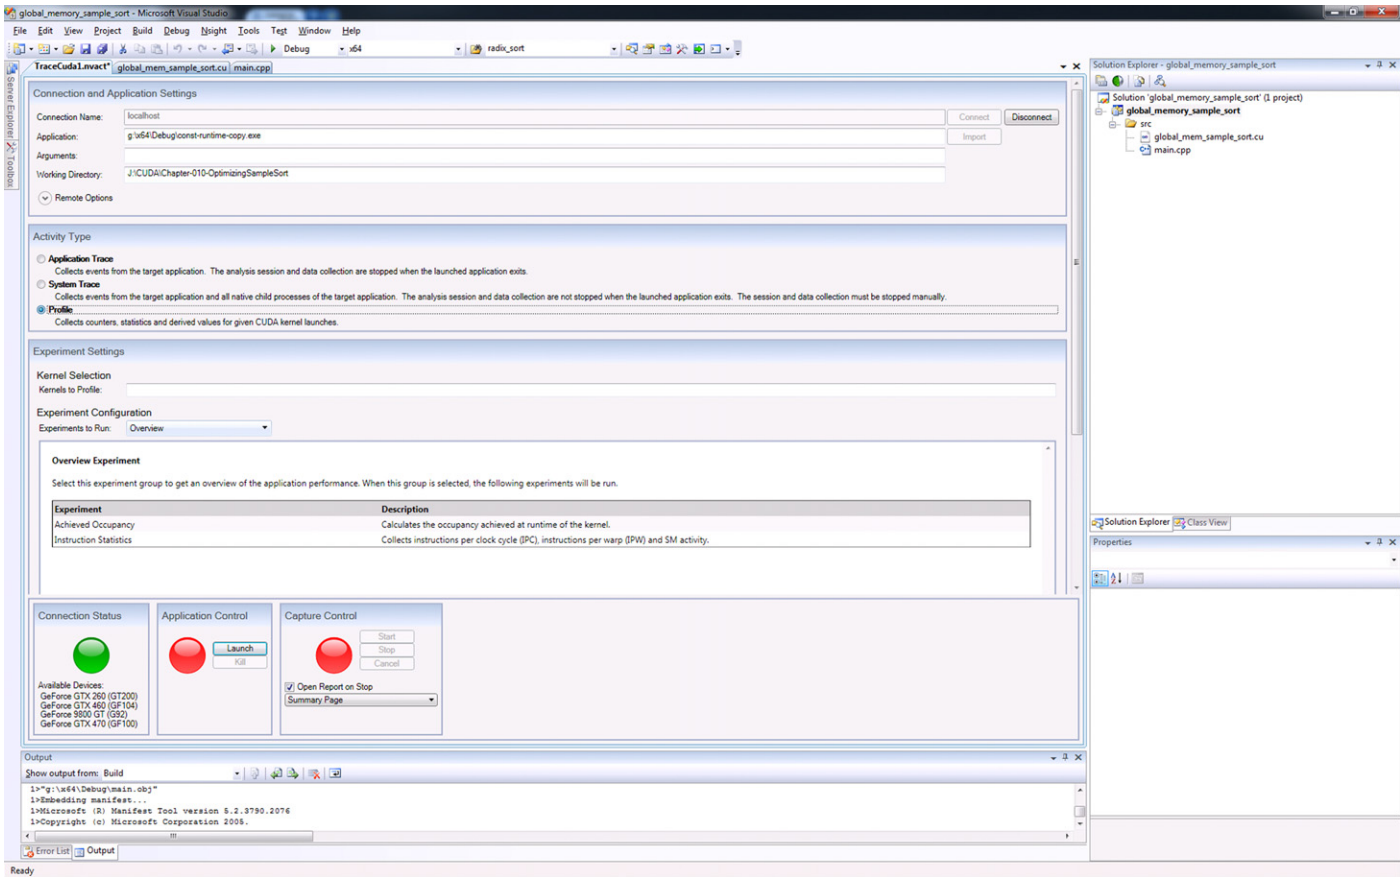 global_memory_sample_sort - Microsoft Visual Studio
File Edit View Project Build Debug Nsight Tools Test Window Help
Debug x64 radix_sort
TraceCuda1.nvact* global_mem_sample_sort.cu main.cpp
Server Explorer
Toolbox
Connection and Application Settings
Connection Name: localhost Connect Disconnect
Application: g:\x64\Debug\const-runtime-copy.exe Import
Arguments:
Working Directory: J:\CUDA\Chapter-010-OptimizingSampleSort
Remote Options
Activity Type
Application Trace
Collects events from the target application. The analysis session and data collection are stopped when the launched application exits.
System Trace
Collects events from the target application and all native child processes of the target application. The analysis session and data collection are not stopped when the launched application exits. The session and data collection must be stopped manually.
Profile
Collects counters, statistics and derived values for given CUDA kernel launches.
Experiment Settings
Kernel Selection
Kernels to Profile:
Experiment Configuration
Experiments to Run: Overview
Overview Experiment
Select this experiment group to get an overview of the application performance. When this group is selected, the following experiments will be run.
Experiment Description
Achieved Occupancy Calculates the occupancy achieved at runtime of the kernel.
Instruction Statistics Collects instructions per clock cycle (IPC), instructions per warp (IPW) and SM activity.
Connection Status
Available Devices:
GeForce GTX 260 (GT200)
GeForce GTX 460 (GF104)
GeForce 9800 GT (G92)
GeForce GTX 470 (GF100)
Application Control
Launch
Kill
Capture Control
Start
Stop
Cancel
Open Report on Stop
Summary Page
Output
Show output from: Build
1>"g:\x64\Debug\main.obj"
1>Embedding manifest...
1>Microsoft (R) Manifest Tool version 5.2.3790.2076
1>Copyright (c) Microsoft Corporation 2005.
Error List Output
Ready
Solution Explorer - global_memory_sample_sort
Solution 'global_memory_sample_sort' (1 project)
global_memory_sample_sort
src
global_mem_sample_sort.cu
main.cpp
Solution Explorer Class View
Properties